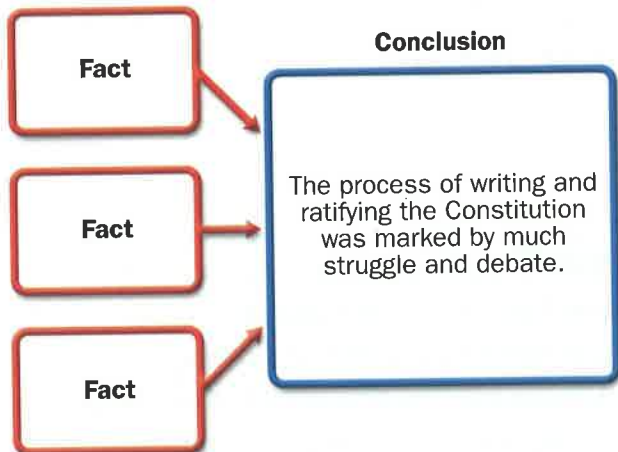 Fact
Conclusion
Fact
Fact
The process of writing and
ratifying the Constitution
was marked by much
struggle and debate.